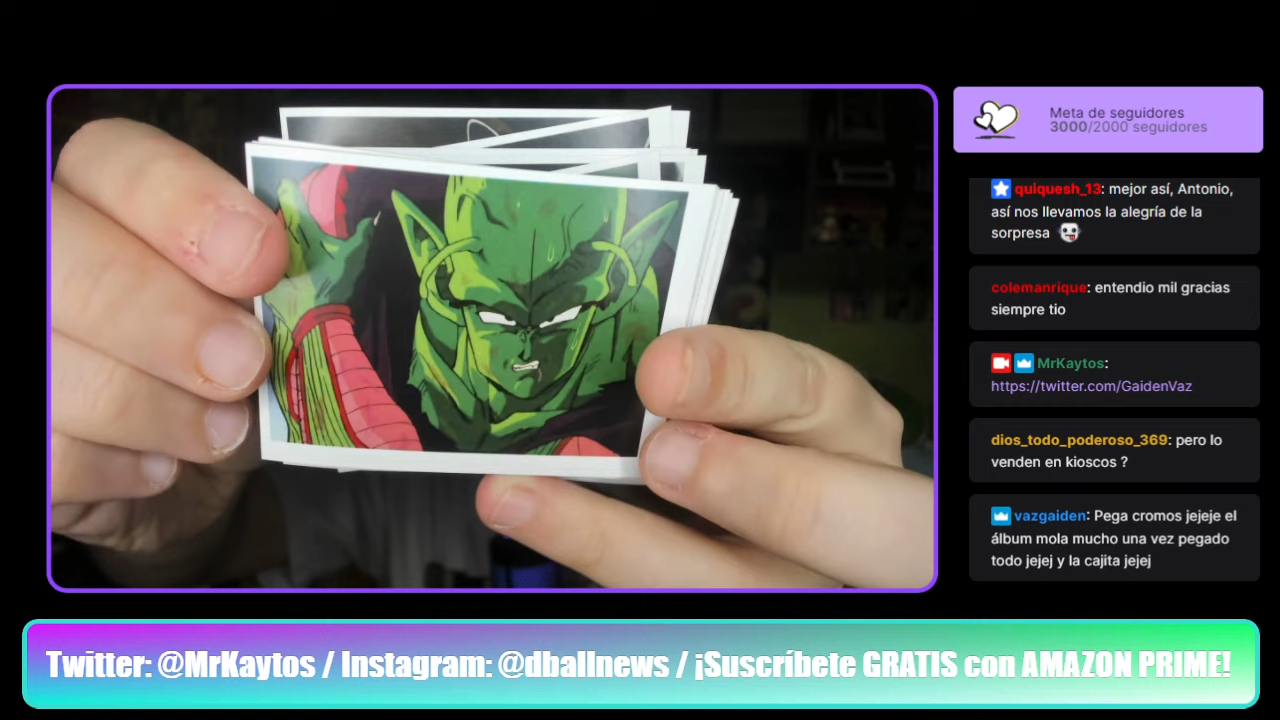 Meta de seguidores
3000/2000 seguidores
quiquesh_13: mejor así, Antonio,
así nos llevamos la alegría de la
sorpresa
colemanrique: entendio mil gracias
siempre tio
MrKaytos:
https://twitter.com/GaidenVaz
dios_todo_poderoso_369: pero lo
venden en kioscos ?
vazgaiden: Pega cromos jejeje el
álbum mola mucho una vez pegado
todo jejej y la cajita jejej
Twitter: @MrKaytos / Instagram: @dballnews / ¡Suscríbete GRATIS con AMAZON PRIME!